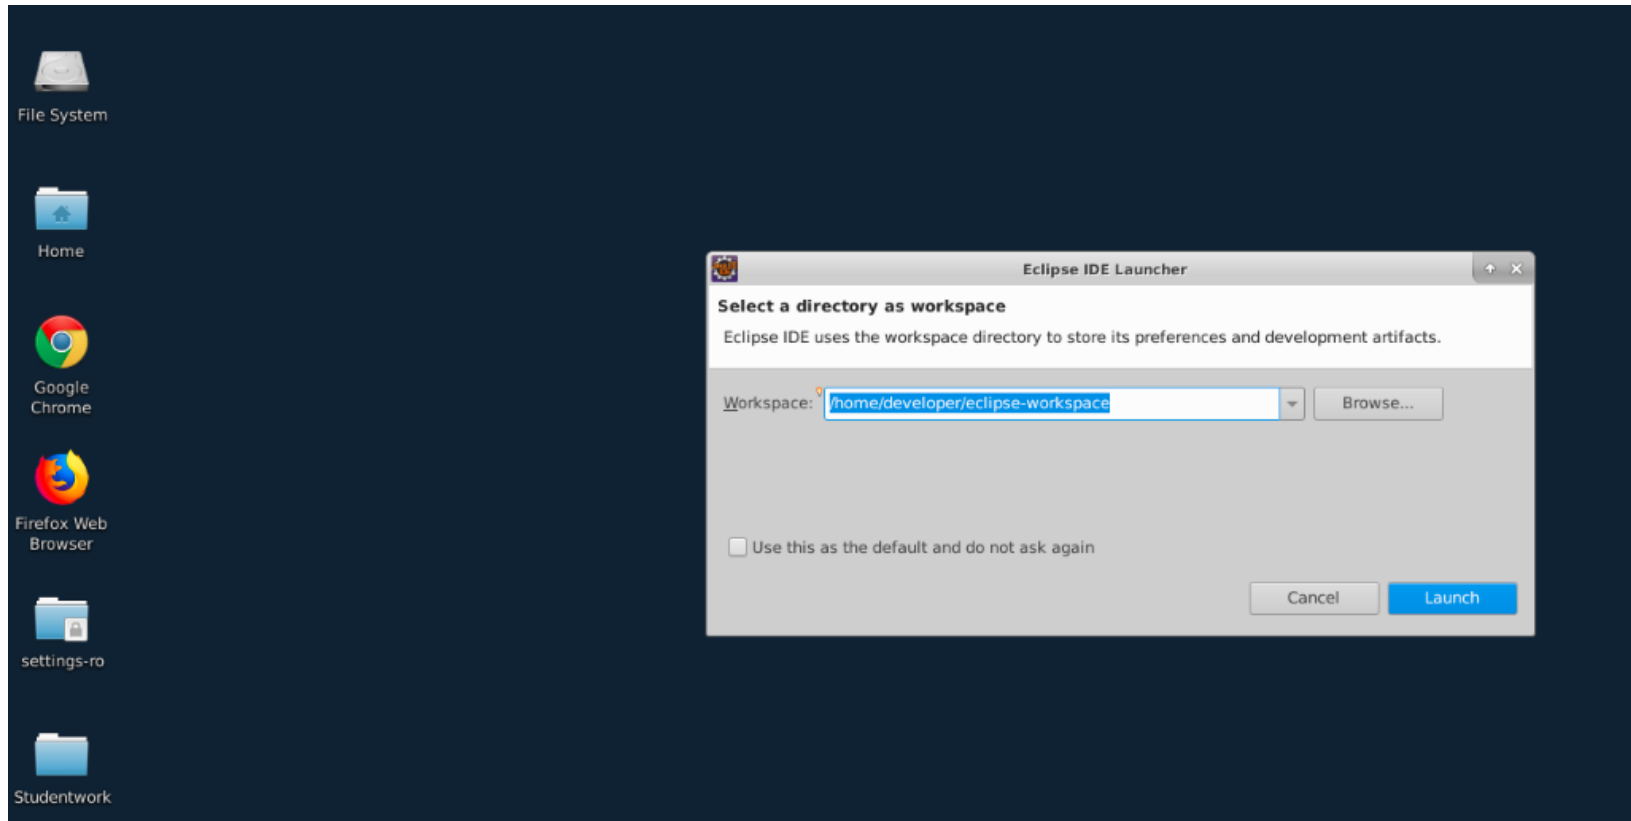 File System
Home
Google
Chrome
Firefox Web
Browser
settings-ro
Studentwork
Eclipse IDE Launcher
Select a directory as workspace
Eclipse IDE uses the workspace directory to store its preferences and development artifacts.
Workspace: /home/developer/eclipse-workspace Browse...
Use this as the default and do not ask again
Cancel Launch